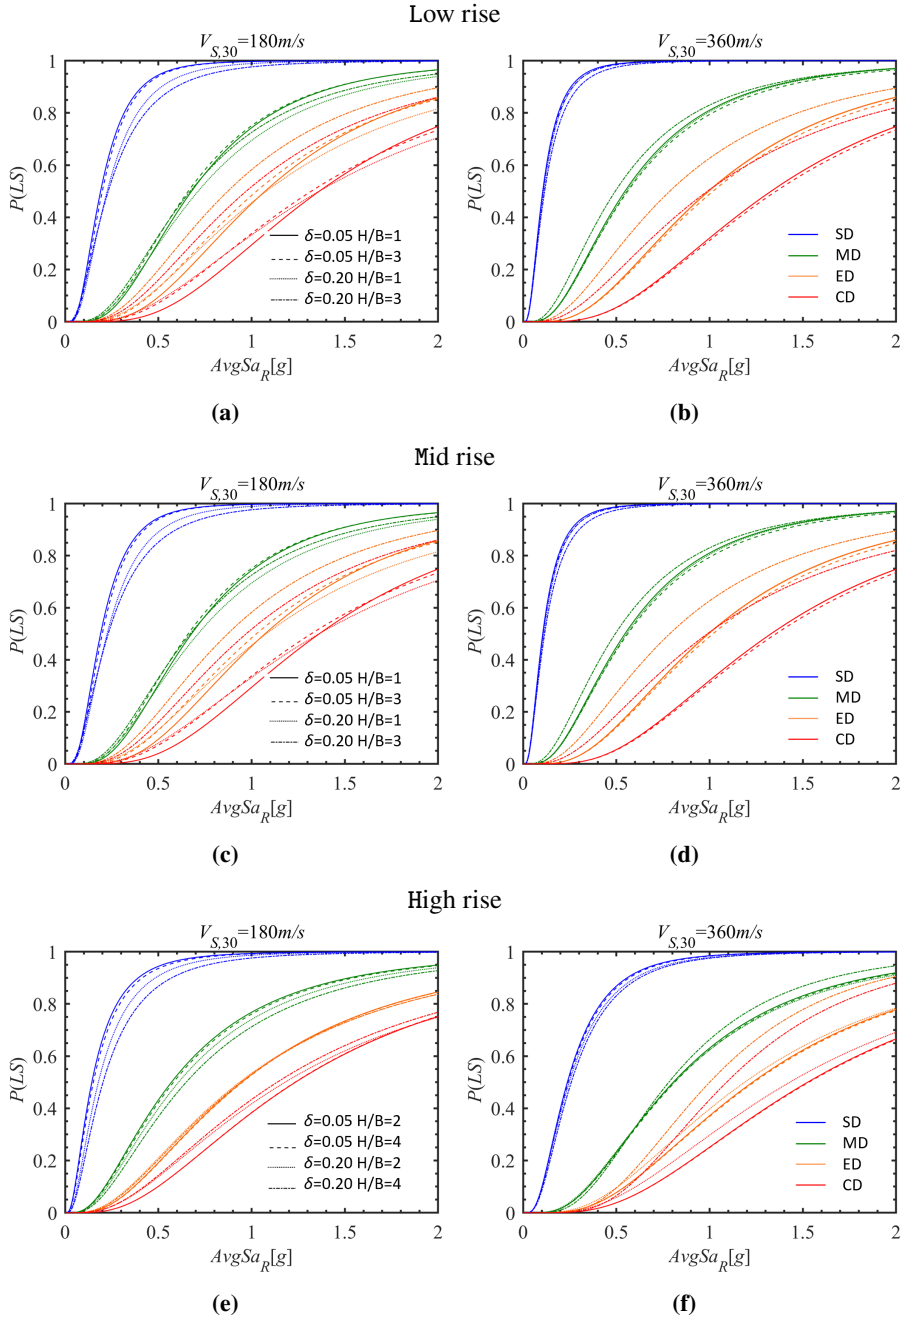 Low rise
V_S,30=180m/s
V_S,30=360m/s
1
0.8
0.6
0.4
0.2
0
P(LS)
0
0.5
1
1.5
2
AvgSa_R[g]
δ=0.05 H/B=1
δ=0.05 H/B=3
δ=0.20 H/B=1
δ=0.20 H/B=3
1
0.8
0.6
0.4
0.2
0
P(LS)
0
0.5
1
1.5
2
AvgSa_R[g]
SD
MD
ED
CD
(a)
(b)
Mid rise
V_S,30=180m/s
V_S,30=360m/s
1
0.8
0.6
0.4
0.2
0
P(LS)
0
0.5
1
1.5
2
AvgSa_R[g]
δ=0.05 H/B=1
δ=0.05 H/B=3
δ=0.20 H/B=1
δ=0.20 H/B=3
1
0.8
0.6
0.4
0.2
0
P(LS)
0
0.5
1
1.5
2
AvgSa_R[g]
SD
MD
ED
CD
(c)
(d)
High rise
V_S,30=180m/s
V_S,30=360m/s
1
0.8
0.6
0.4
0.2
0
P(LS)
0
0.5
1
1.5
2
AvgSa_R[g]
δ=0.05 H/B=2
δ=0.05 H/B=4
δ=0.20 H/B=2
δ=0.20 H/B=4
1
0.8
0.6
0.4
0.2
0
P(LS)
0
0.5
1
1.5
2
AvgSa_R[g]
SD
MD
ED
CD
(e)
(f)